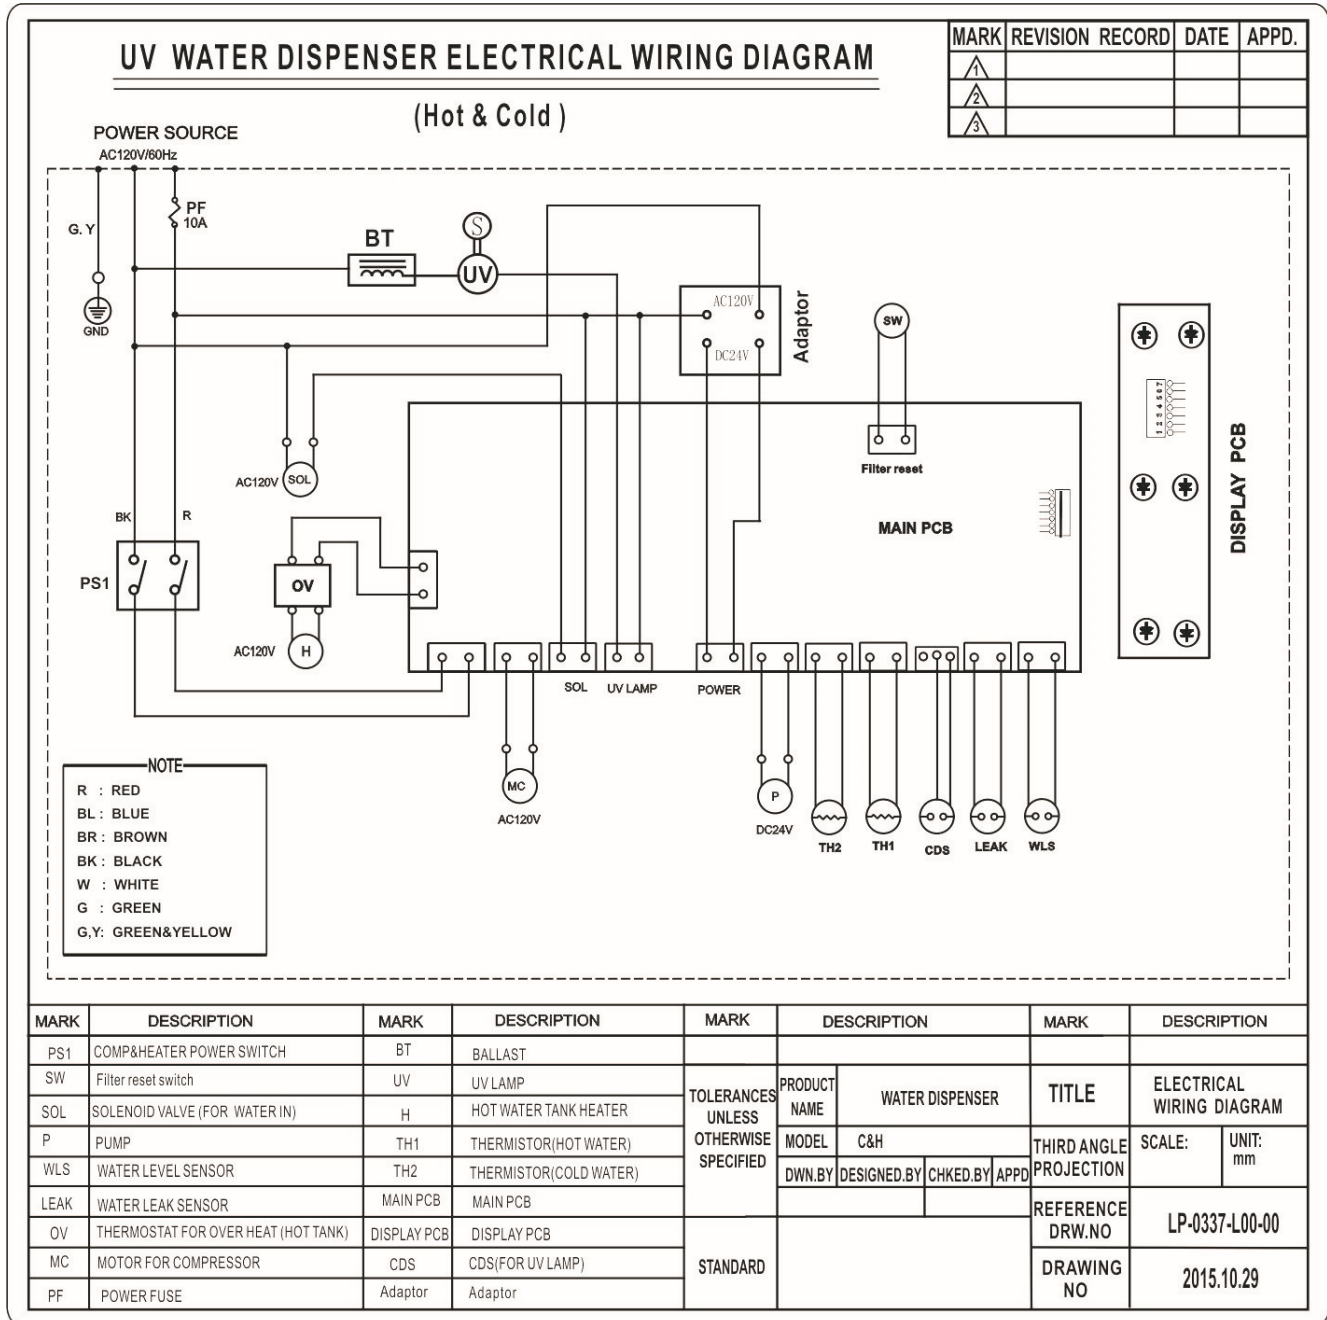 UV WATER DISPENSER ELECTRICAL WIRING DIAGRAM
(Hot & Cold )
MARK REVISION RECORD DATE APPD.
1
2
3
POWER SOURCE
AC120V/60Hz
G. Y
PF
10A
GND
BT
S
UV
AC120V
DC24V
Adaptor
SW
Filter reset
MAIN PCB
DISPLAY PCB
1 2 3 4 5 6 7
AC120V
SOL
BK
R
PS1
OV
AC120V
H
SOL
UV LAMP
POWER
MC
AC120V
P
DC24V
TH2
TH1
CDS
LEAK
WLS
NOTE
R : RED
BL : BLUE
BR : BROWN
BK : BLACK
W : WHITE
G : GREEN
G,Y: GREEN&YELLOW
MARK DESCRIPTION MARK DESCRIPTION MARK DESCRIPTION MARK DESCRIPTION
PS1 COMP&HEATER POWER SWITCH BT BALLAST
SW Filter reset switch UV UV LAMP
SOL SOLENOID VALVE (FOR WATER IN) H HOT WATER TANK HEATER
P PUMP TH1 THERMISTOR(HOT WATER)
WLS WATER LEVEL SENSOR TH2 THERMISTOR(COLD WATER)
LEAK WATER LEAK SENSOR MAIN PCB MAIN PCB
OV THERMOSTAT FOR OVER HEAT (HOT TANK) DISPLAY PCB DISPLAY PCB
MC MOTOR FOR COMPRESSOR CDS CDS(FOR UV LAMP)
PF POWER FUSE Adaptor Adaptor
TOLERANCES
UNLESS
OTHERWISE
SPECIFIED
STANDARD
PRODUCT
NAME
WATER DISPENSER
MODEL C&H
DWN.BY DESIGNED.BY CHKED.BY APPD
TITLE
ELECTRICAL
WIRING DIAGRAM
THIRD ANGLE
PROJECTION
SCALE:
UNIT:
mm
REFERENCE
DRW.NO
LP-0337-L00-00
DRAWING
NO
2015.10.29